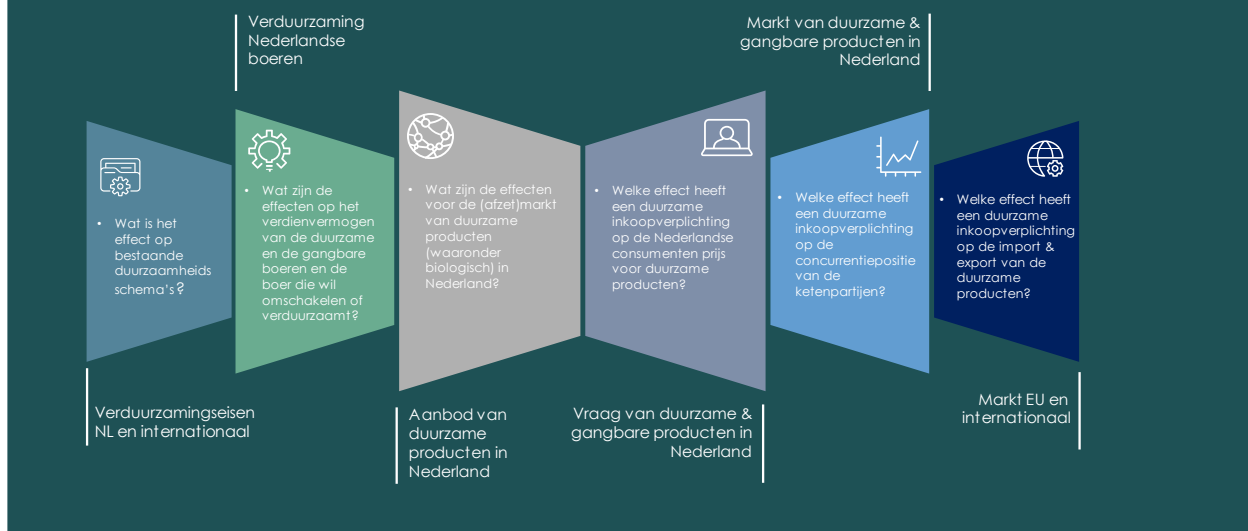 Verduurzaming
Nederlandse
boeren
Markt van duurzame &
gangbare producten in
Nederland
• Wat is het
effect op
bestaande
duurzaamheids
schema's?
• Wat zijn de
effecten op het
verdienvermogen
van de duurzame
en de gangbare
boeren en de
boer die wil
omschakelen of
verduurzaamt?
• Wat zijn de effecten
voor de (afzet)markt
van duurzame
producten
(waaronder
biologisch) in
Nederland?
• Welke effect heeft
een duurzame
inkoopverplichting
op de Nederlandse
consumenten prijs
voor duurzame
producten?
• Welke effect heeft
een duurzame
inkoopverplichting
op de
concurrentiepositie
van de
ketenpartijen?
• Welke effect heeft
een duurzame
inkoopverplichting
op de import &
export van de
duurzame
producten?
Verduurzamingseisen
NL en internationaal
Aanbod van
duurzame
producten in
Nederland
Vraag van duurzame &
gangbare producten in
Nederland
Markt EU en
internationaal